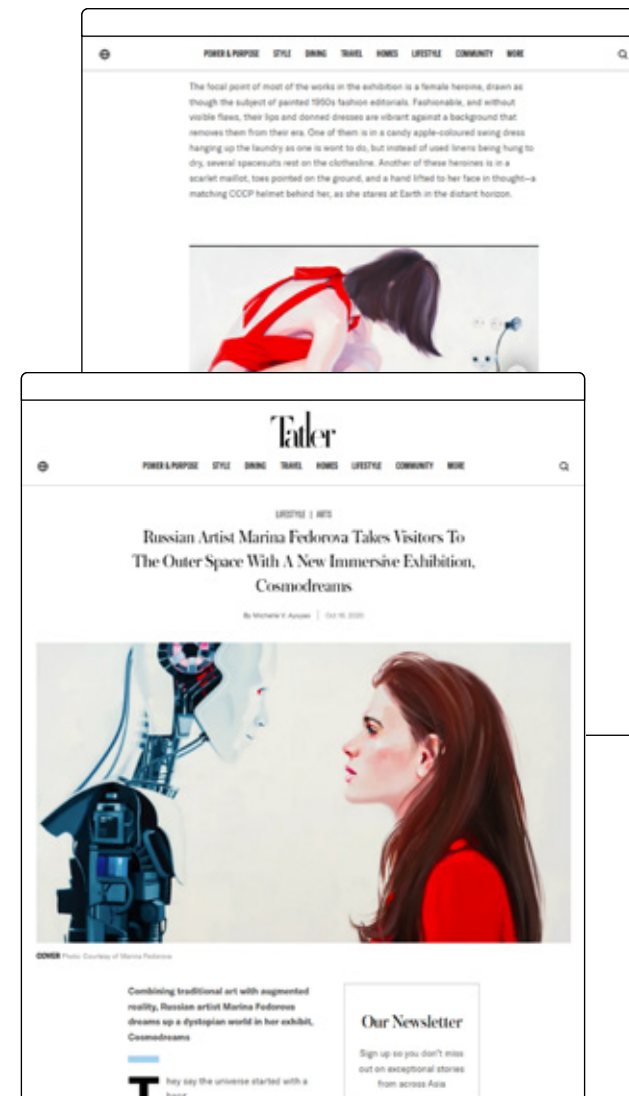 POWER & PURPOSE STYLE DINING TRAVEL HOMES LIFESTYLE COMMUNITY MORE
The focal point of most of the works in the exhibition is a female heroine, drawn as
though the subject of painted 1950s fashion editorials. Fashionable, and without
visible flaws, their lips and donned dresses are vibrant against a background that
removes them from their era. One of them is in a candy apple-coloured swing dress
hanging up the laundry as one is wont to do, but instead of used linens being hung to
dry, several spacesuits rest on the clothesline. Another of these heroines is in a
scarlet maillot, toes pointed on the ground, and a hand lifted to her face in thought—a
matching CCCP helmet behind her, as she stares at Earth in the distant horizon.
Tatler
POWER & PURPOSE STYLE DINING TRAVEL HOMES LIFESTYLE COMMUNITY MORE
LIFESTYLE | ARTS
Russian Artist Marina Fedorova Takes Visitors To
The Outer Space With A New Immersive Exhibition,
Cosmodreams
By Michelle V. | Oct 16, 2020
COVER Photo: Courtesy of Marina Fedorova
Combining traditional art with augmented
reality, Russian artist Marina Fedorova
dreams up a dystopian world in her exhibit,
Cosmodreams
They say the universe started with a
Our Newsletter
Sign up so you don't miss
out on exceptional stories
from across Asia